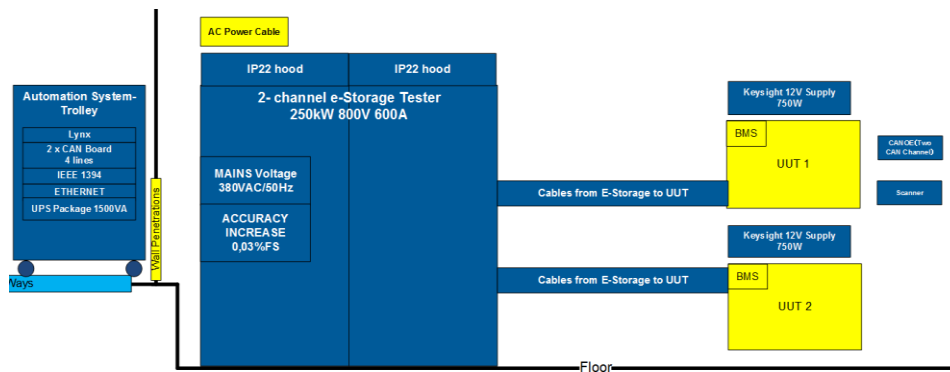 AC Power Cable
IP22 hood
IP22 hood
2- channel e-Storage Tester
250kW 800V 600A
MAINS Voltage
380VAC/50Hz
ACCURACY
INCREASE
0,03%FS
Automation System-
Trolley
Lynx
2 x CAN Board
4 lines
IEEE 1394
ETHERNET
UPS Package 1500VA
Ways
Wall Penetrations
Cables from E-Storage to UUT
Cables from E-Storage to UUT
Keysight 12V Supply
750W
BMS
UUT 1
CANOE(Two
CAN Channel)
Scanner
Keysight 12V Supply
750W
BMS
UUT 2
Floor